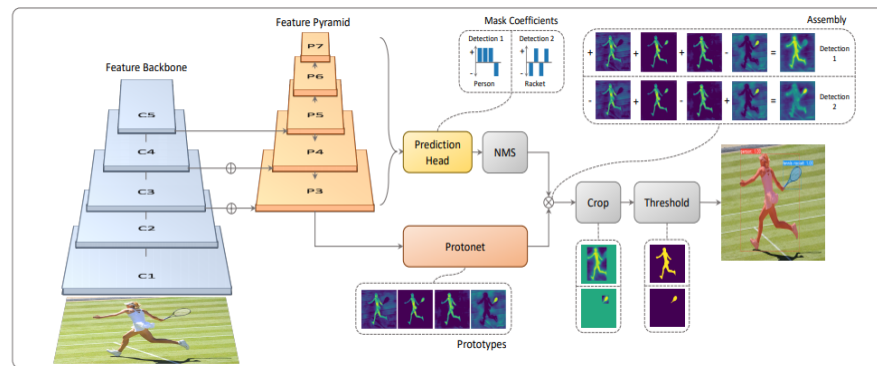 Feature Backbone
C5
C4
C3
C2
C1
Feature Pyramid
P7
P6
P5
P4
P3
Mask Coefficients
Detection 1
Detection 2
+
-
Person
+
-
Racket
Assembly
+ + + - = Detection 1
- + - + = Detection 2
Prediction Head
NMS
Crop
Threshold
Protonet
Prototypes